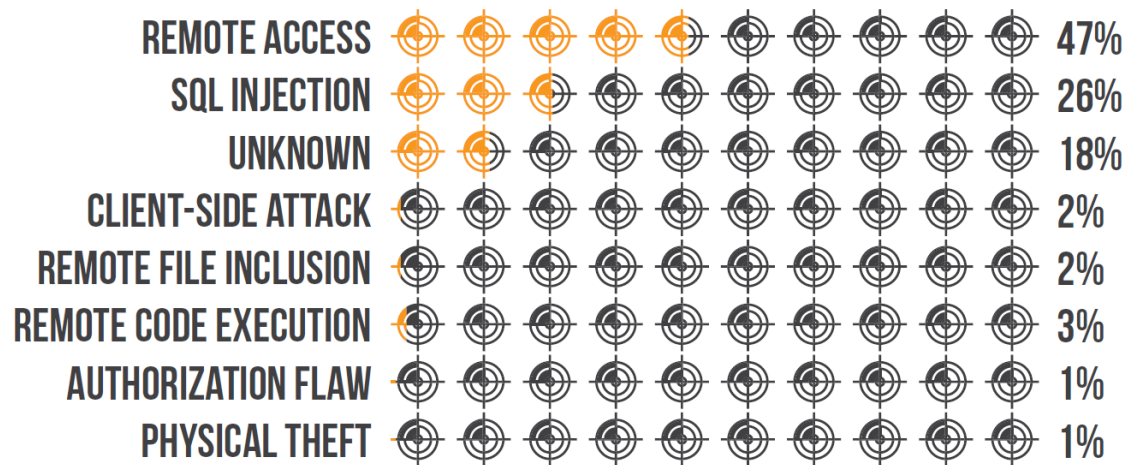 REMOTE ACCESS 47%
SQL INJECTION 26%
UNKNOWN 18%
CLIENT-SIDE ATTACK 2%
REMOTE FILE INCLUSION 2%
REMOTE CODE EXECUTION 3%
AUTHORIZATION FLAW 1%
PHYSICAL THEFT 1%